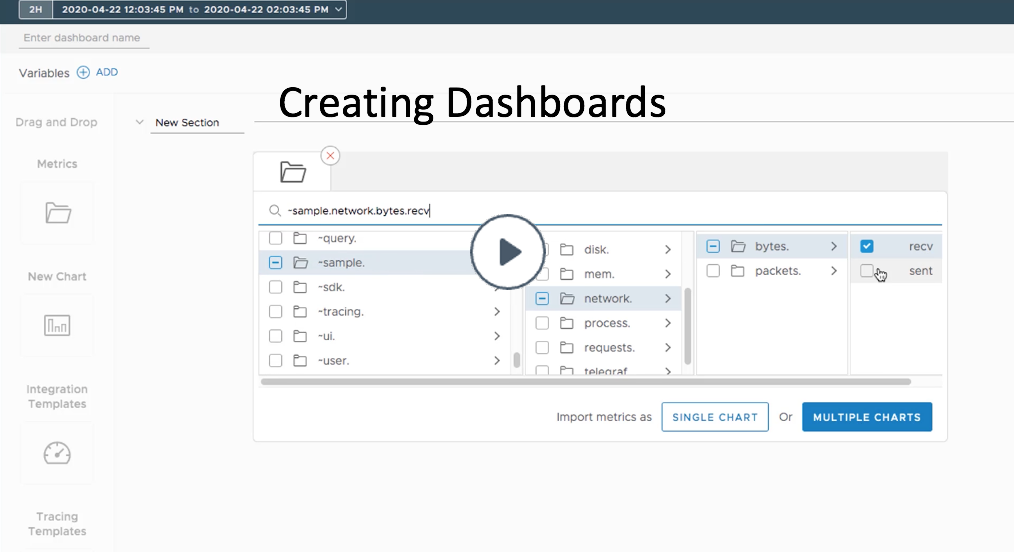 2H 2020-04-22 12:03:45 PM to 2020-04-22 02:03:45 PM
Enter dashboard name
Variables ADD
Creating Dashboards
Drag and Drop
New Section
Metrics
New Chart
Integration
Templates
Tracing
Templates
~sample.network.bytes.recv
~query.
~sample.
~sdk.
~tracing.
~ui.
~user.
disk.
mem.
network.
process.
requests.
telegraf
bytes.
packets.
recv
sent
Import metrics as SINGLE CHART Or MULTIPLE CHARTS